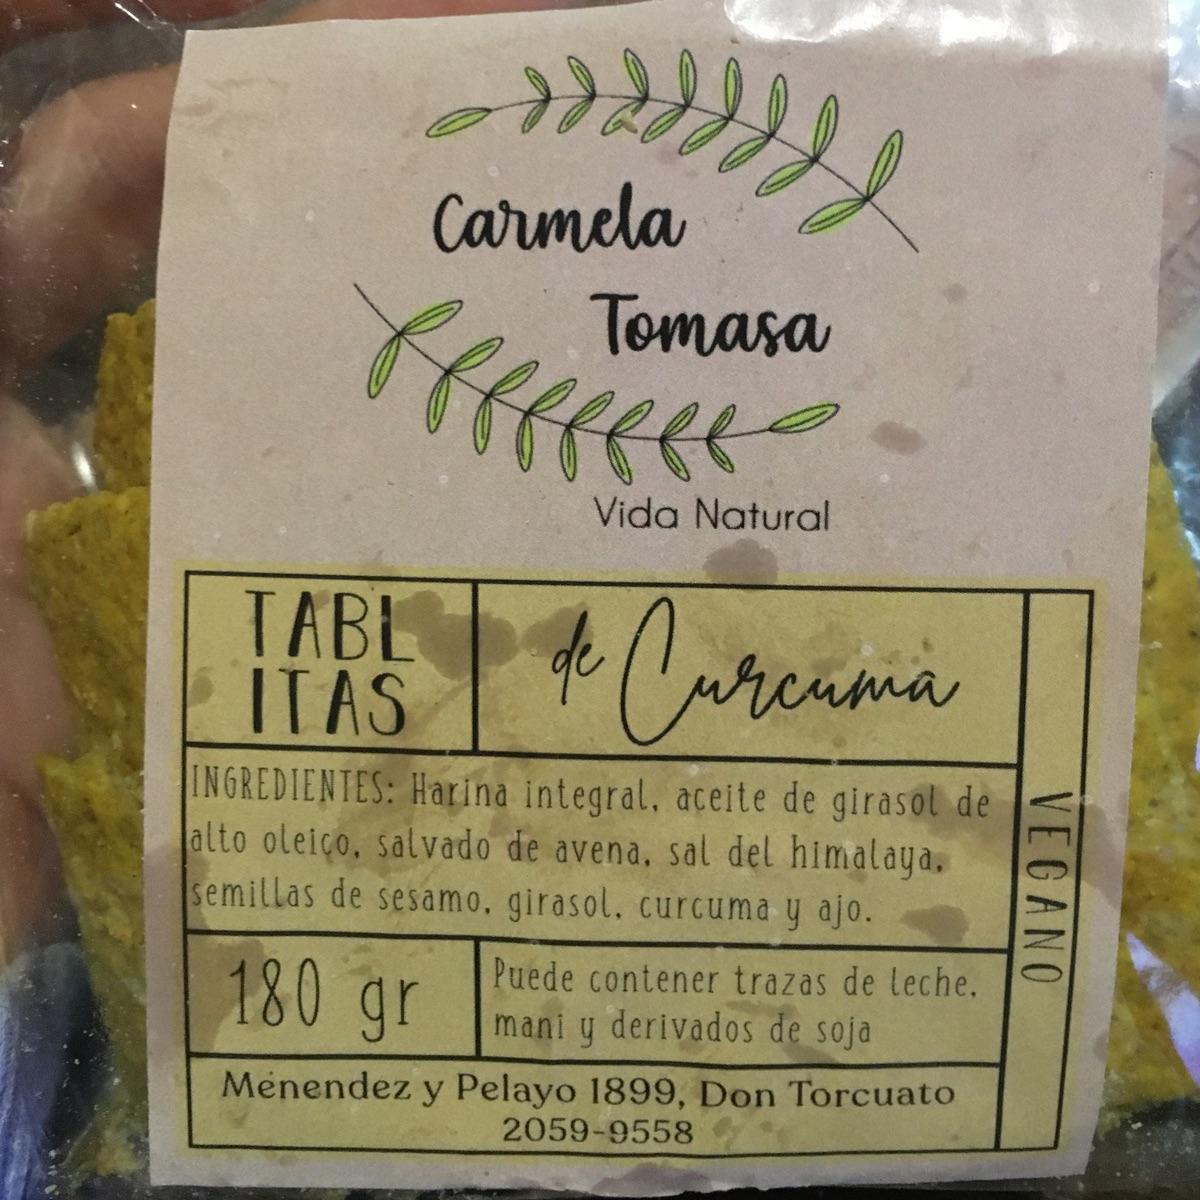 Carmela
Tomasa
Vida Natural
TABL
ITAS
de Curcuma
INGREDIENTES: Harina integral, aceite de girasol de
alto oleico, salvado de avena, sal del himalaya,
semillas de sesamo, girasol, curcuma y ajo.
VEGANO
180 gr
Puede contener trazas de leche,
mani y derivados de soja
Ménendez y Pelayo 1899, Don Torcuato
2059-9558